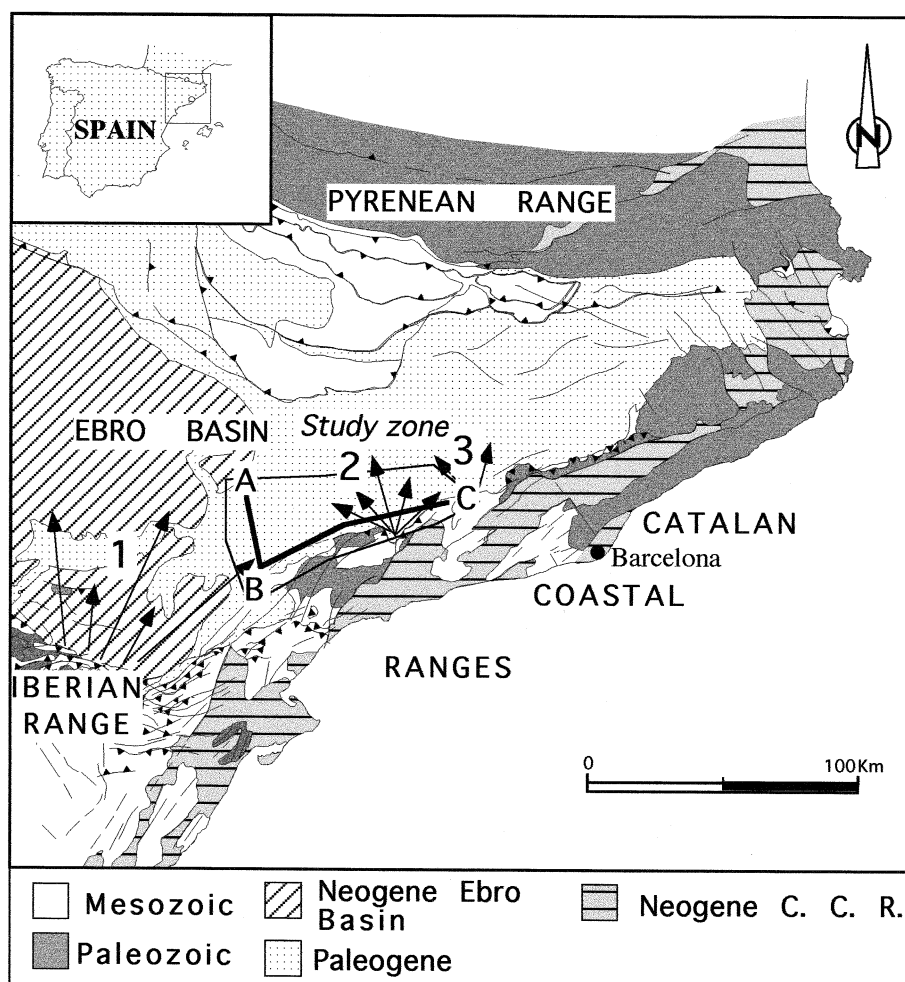 SPAIN
N
PYRENEAN RANGE
EBRO BASIN
Study zone
A
2
3
C
1
B
CATALAN
Barcelona
COASTAL
RANGES
IBERIAN
RANGE
0
100Km
Mesozoic
Neogene Ebro
Basin
Neogene C. C. R.
Paleozoic
Paleogene